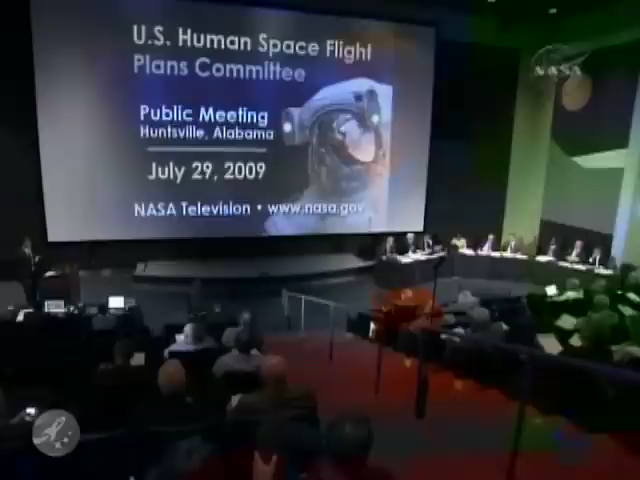 U.S. Human Space Flight
Plans Committee
Public Meeting
Huntsville, Alabama
July 29, 2009
NASA Television • www.nasa.gov
NASA